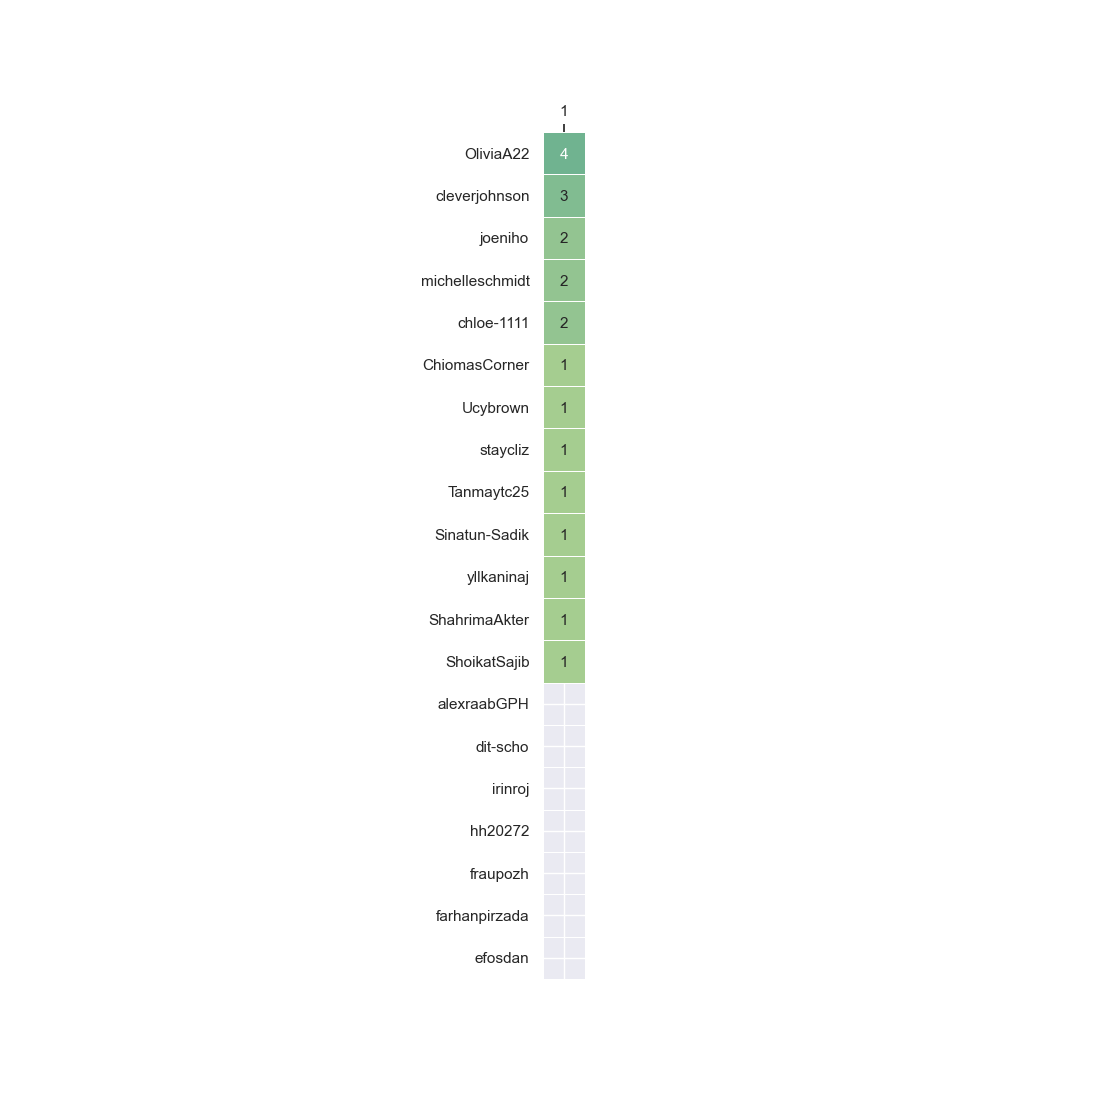 1
OliviaA22 4
cleverjohnson 3
joeniho 2
michelleschmidt 2
chloe-1111 2
ChiomasCorner 1
Ucybrown 1
staycliz 1
Tanmaytc25 1
Sinatun-Sadik 1
yllkaninaj 1
ShahrimaAkter 1
ShoikatSajib 1
alexraabGPH
dit-scho
irinroj
hh20272
fraupozh
farhanpirzada
efosdan